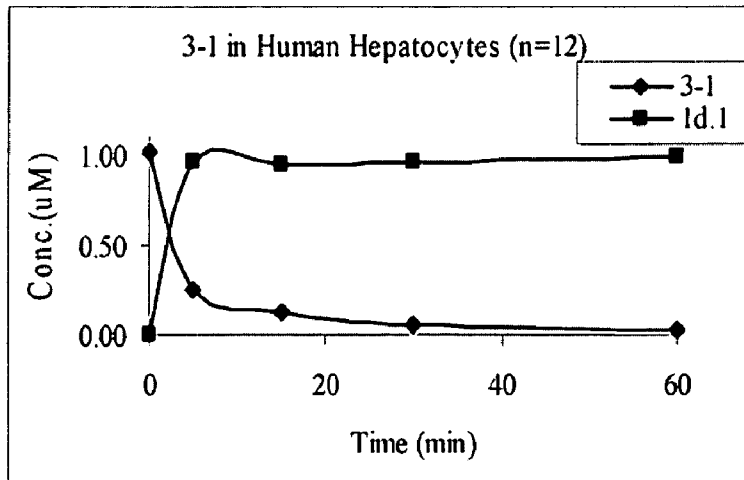 3-1 in Human Hepatocytes (n=12)
3-1
1d.1
1.00
0.50
0.00
Conc.(uM)
0 20 40 60
Time (min)